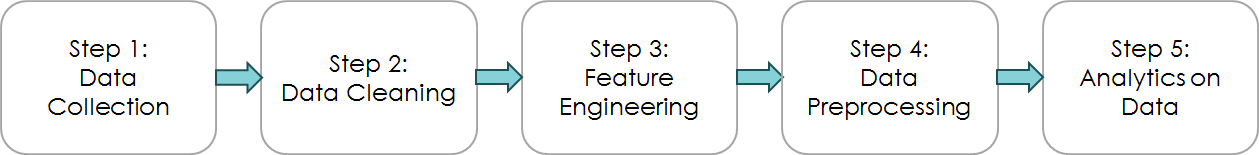 Step 1:
Data
Collection
Step 2:
Data Cleaning
Step 3:
Feature
Engineering
Step 4:
Data
Preprocessing
Step 5:
Analytics on
Data